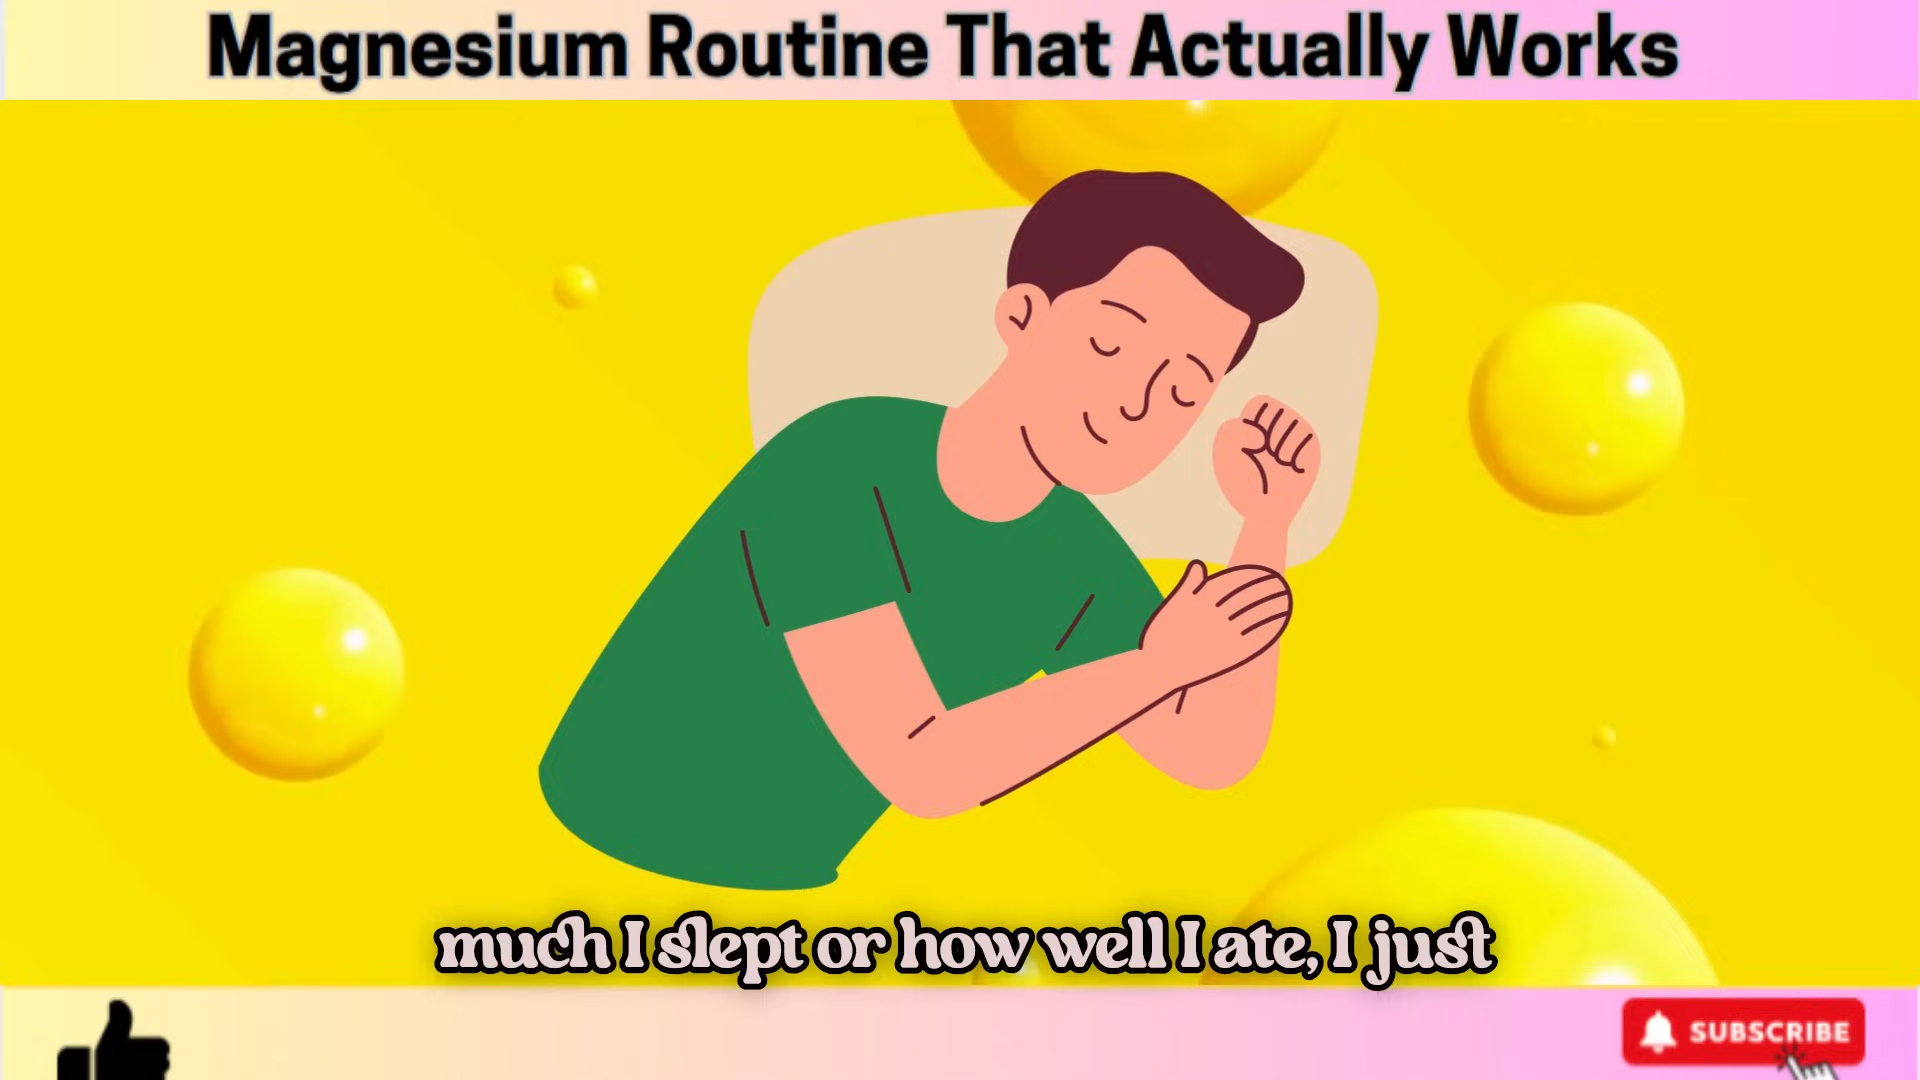 Magnesium Routine That Actually Works
much I slept or how well I ate, I just
SUBSCRIBE